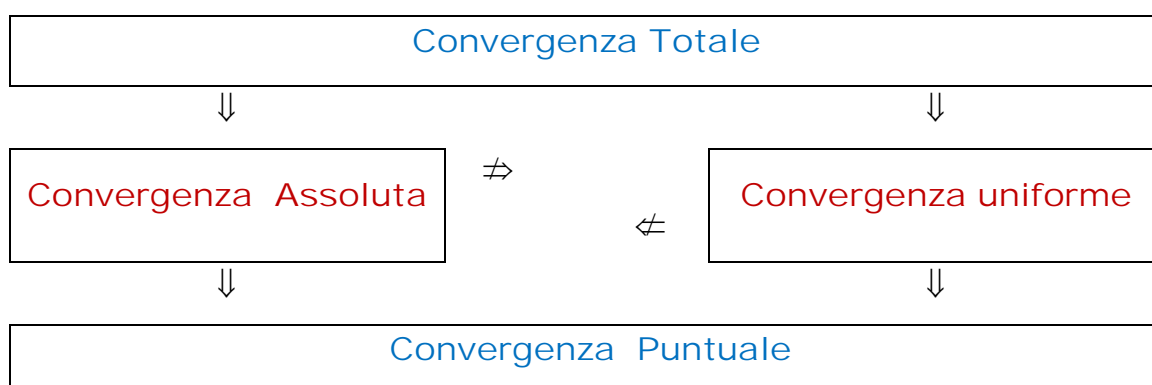 Convergenza Totale
⇓ ⇓
Convergenza Assoluta ⇏ Convergenza uniforme
⇍
⇓ ⇓
Convergenza Puntuale